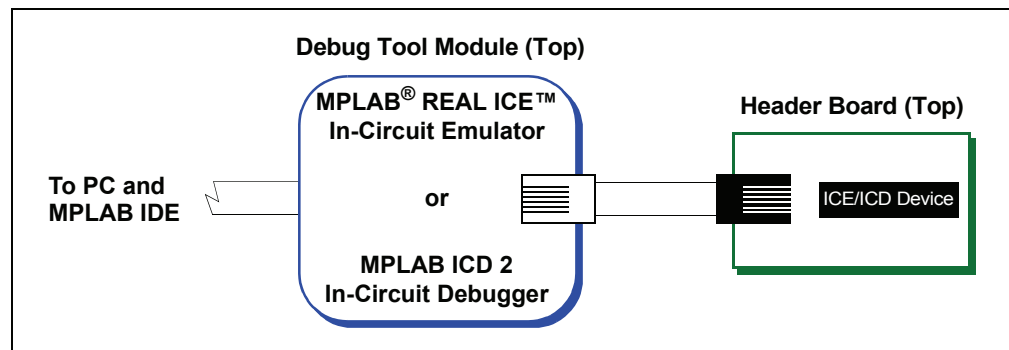 Debug Tool Module (Top)
MPLAB® REAL ICE™
In-Circuit Emulator
Header Board (Top)
To PC and
MPLAB IDE
or
ICE/ICD Device
MPLAB ICD 2
In-Circuit Debugger